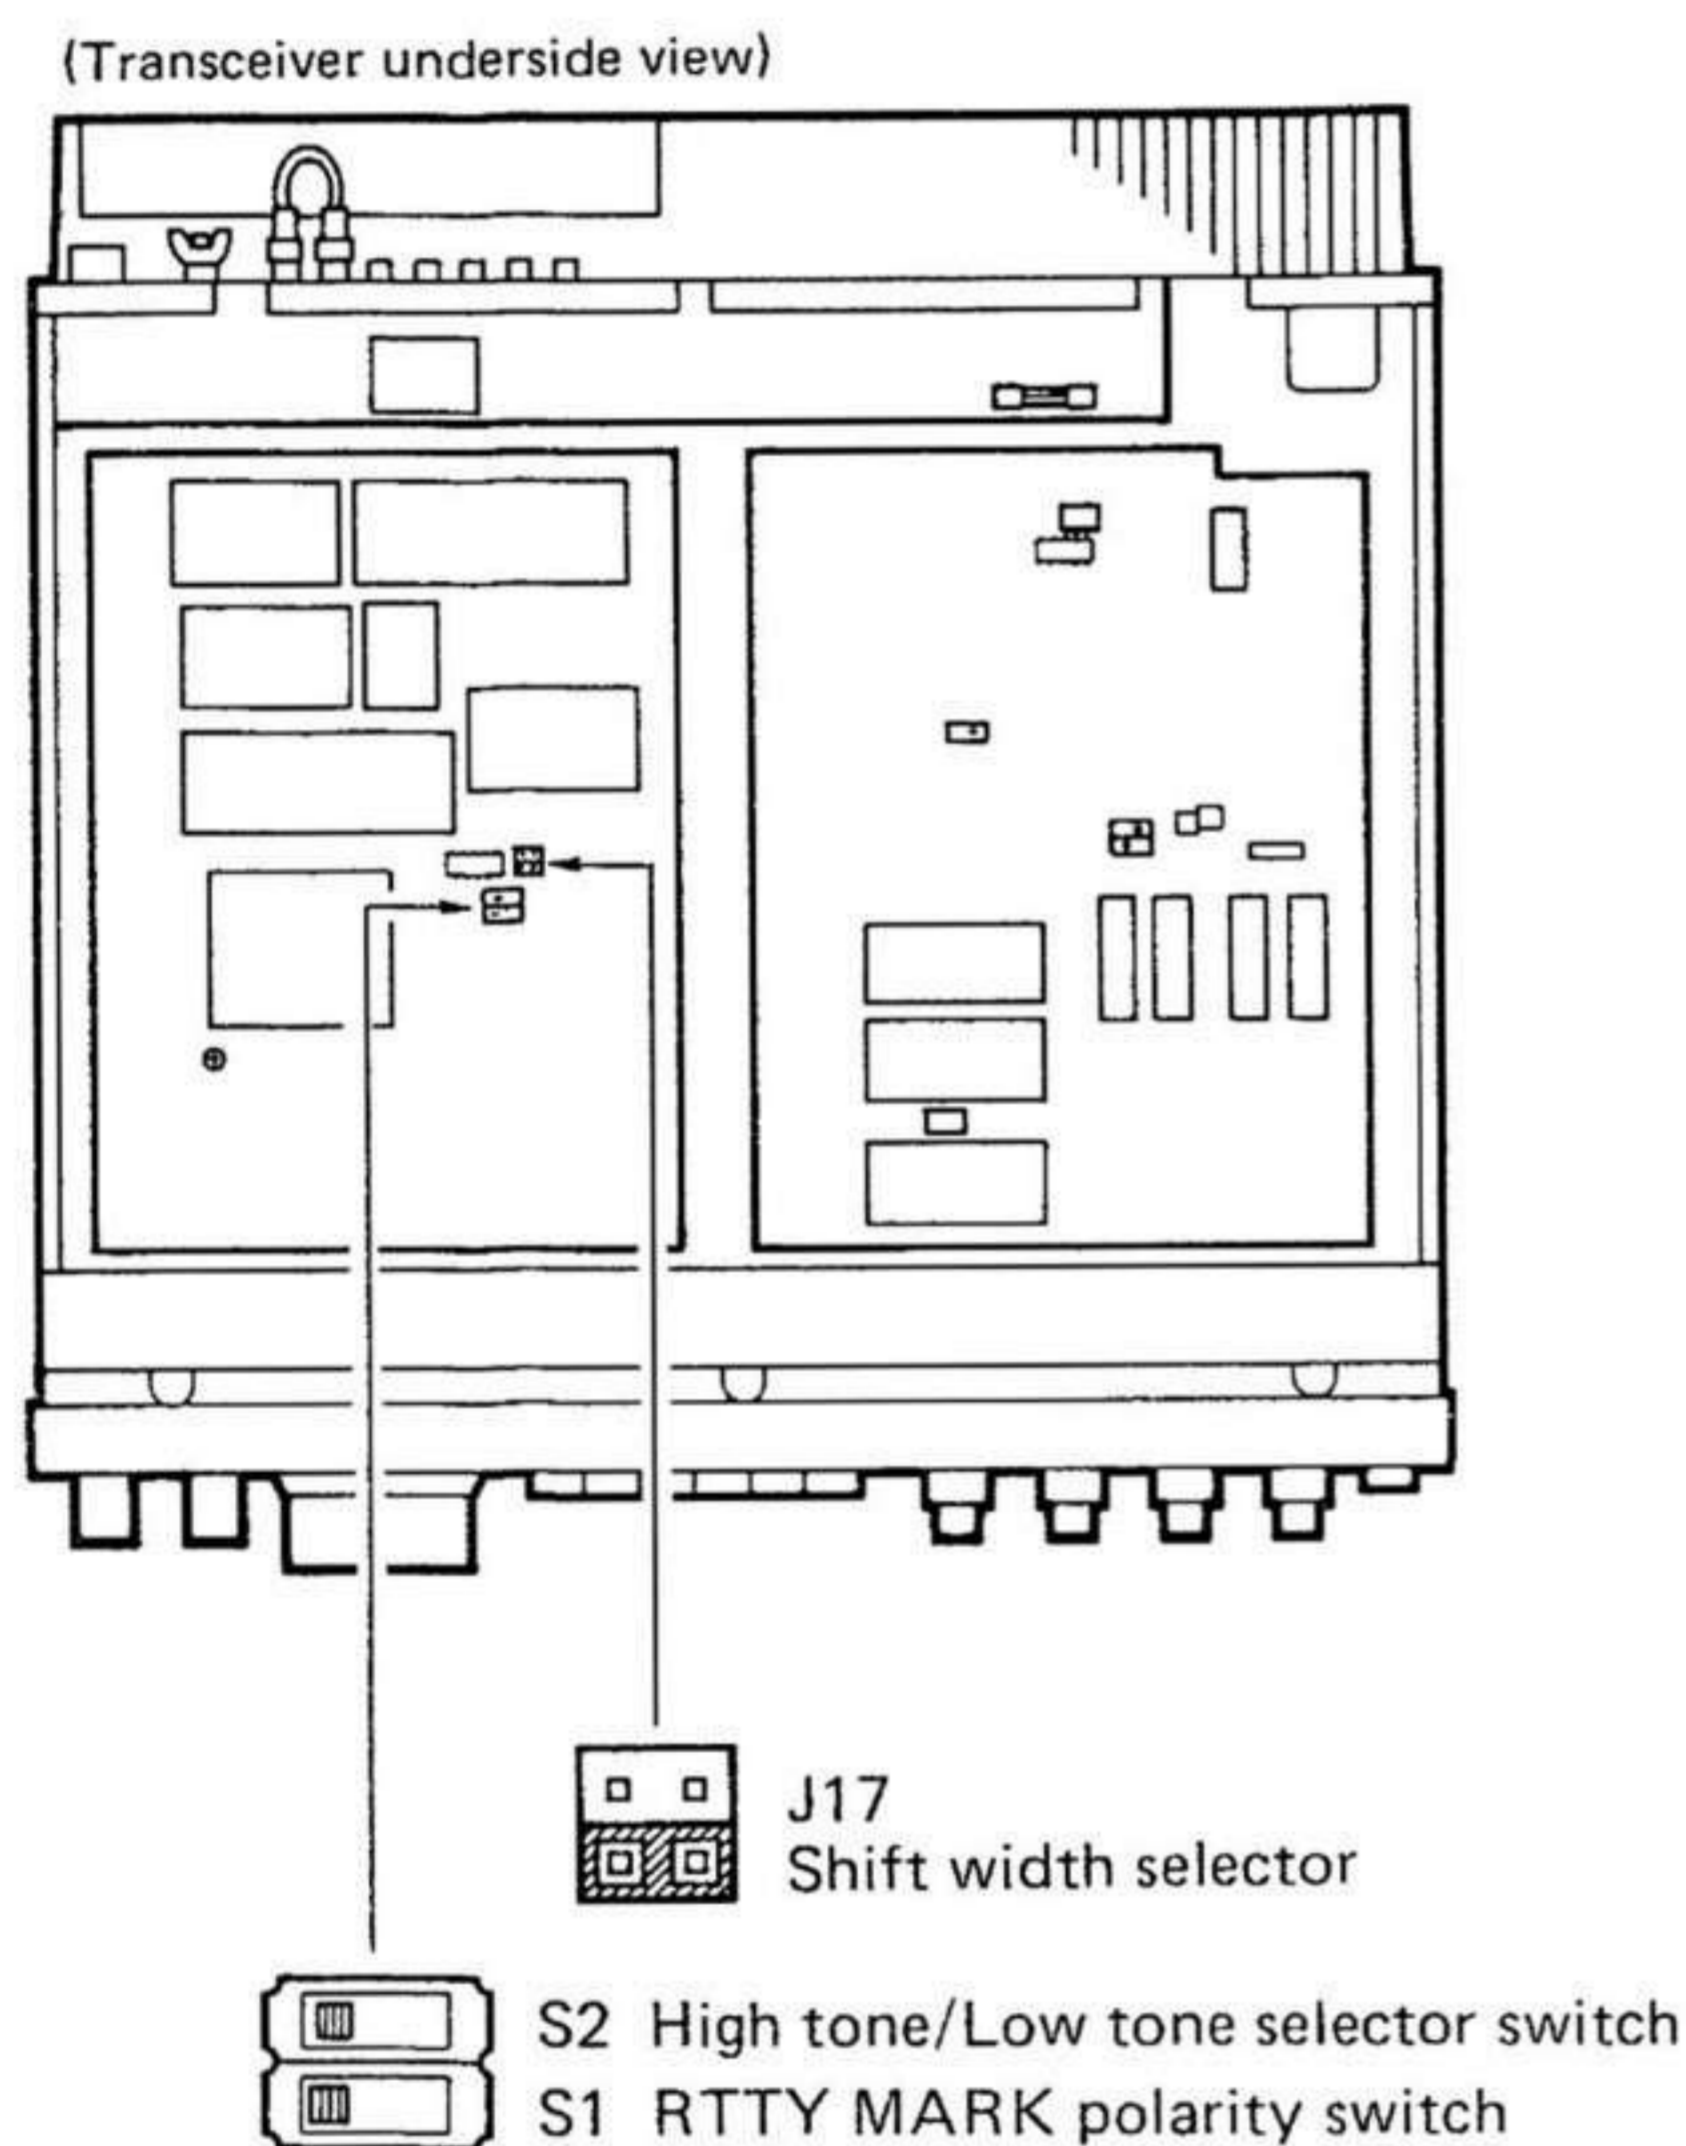 (Transceiver underside view)
J17
Shift width selector
S2 High tone/Low tone selector switch
S1 RTTY MARK polarity switch